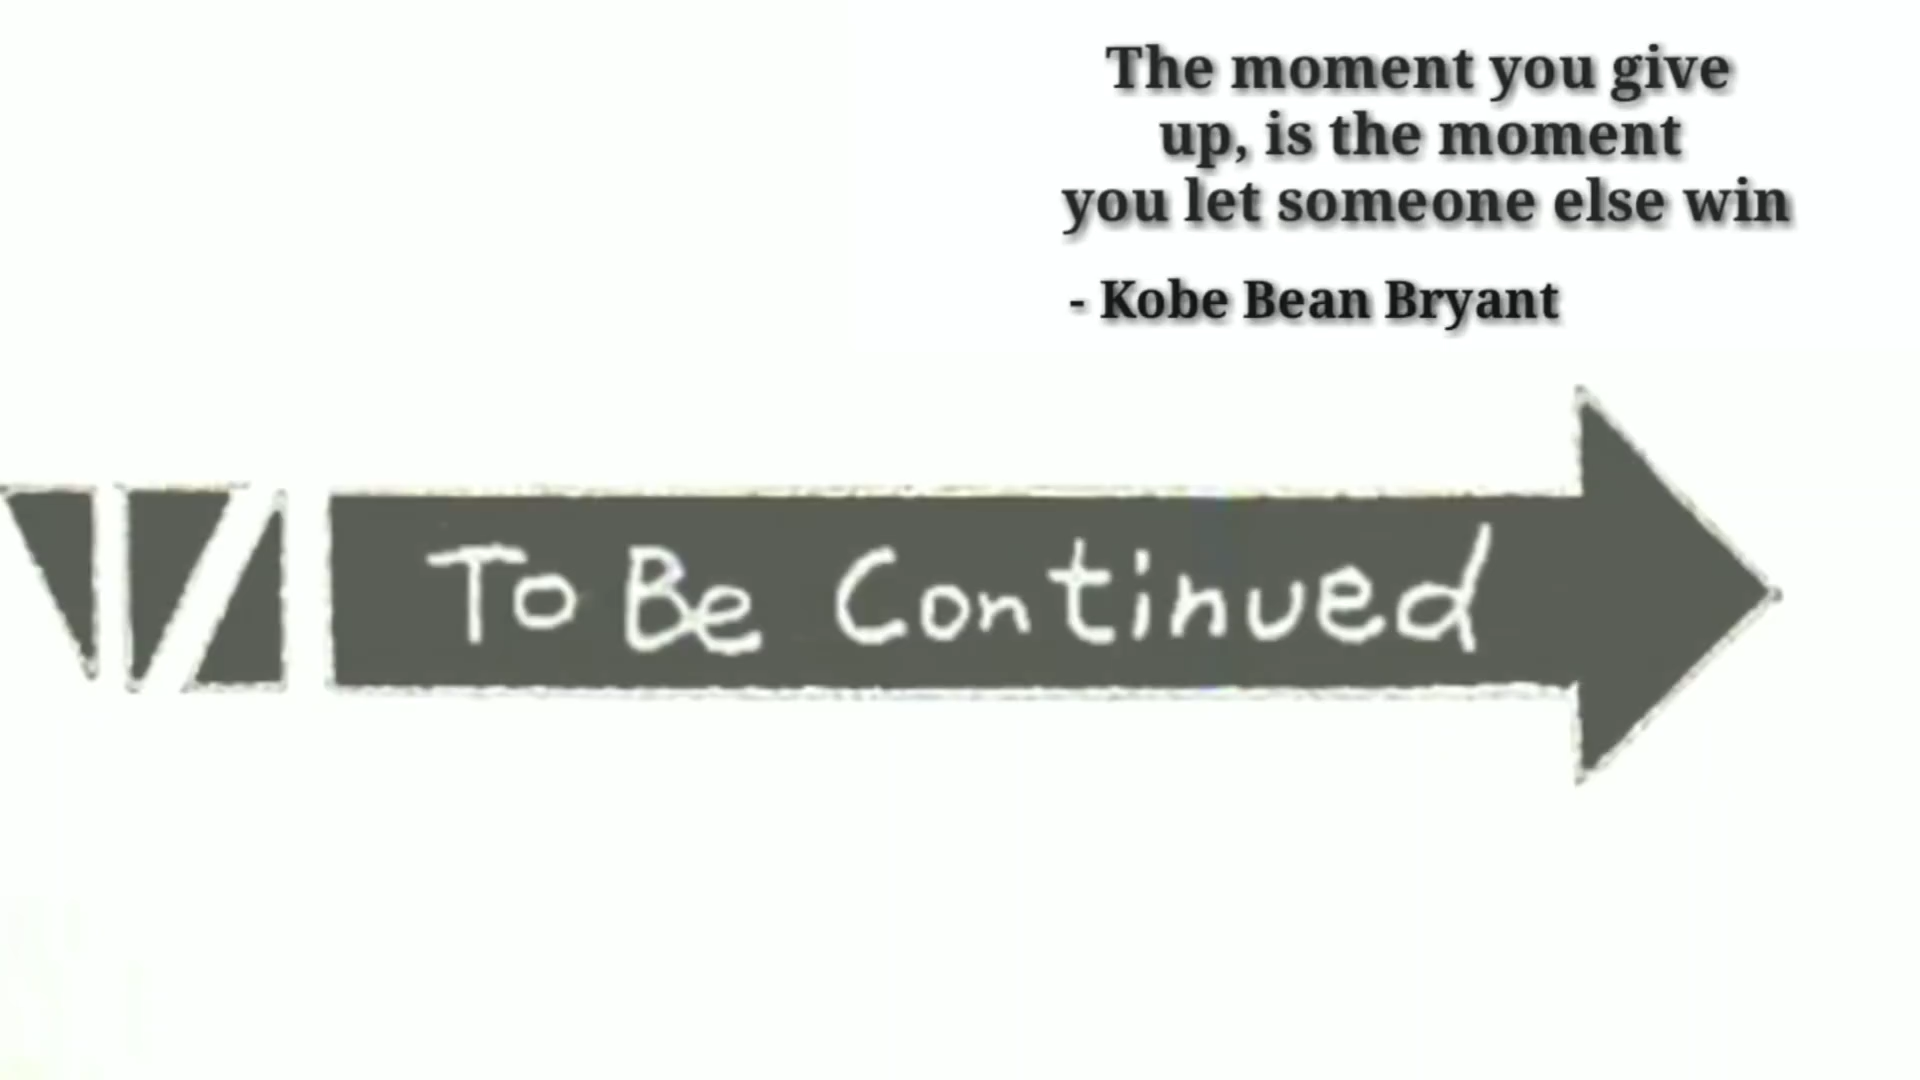 The moment you give
up, is the moment
you let someone else win
- Kobe Bean Bryant
To Be Continued